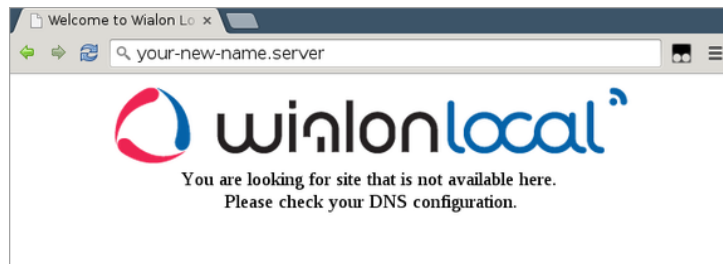 Welcome to Wialon Lo
your-new-name.server
wialonlocal
You are looking for site that is not available here.
Please check your DNS configuration.